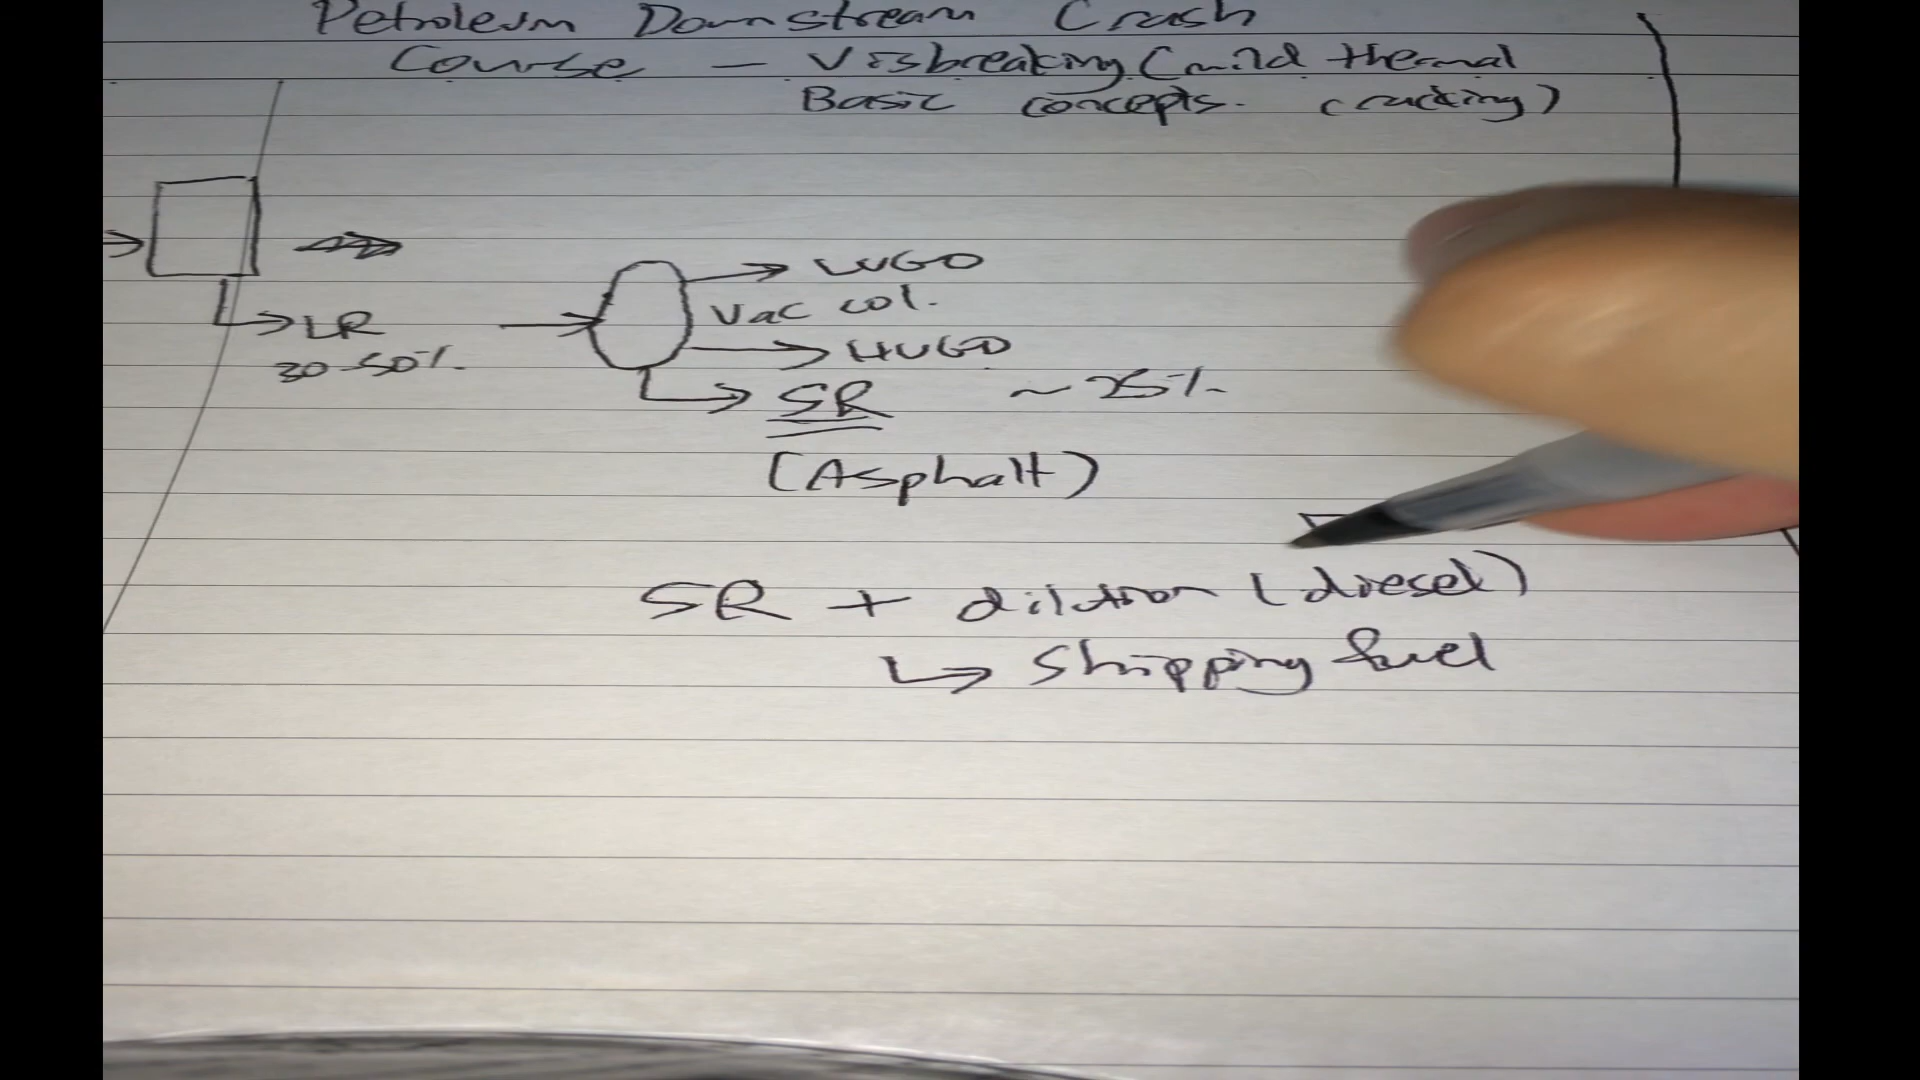 Petroleum Downstream Crash
Course - Visbreaking (mild thermal
Basic concepts. cracking)
LVGO
Vac col.
LR
30-50%
HVGO
SR ~25%
(Asphalt)
SR + dilution (diesel)
Shipping fuel